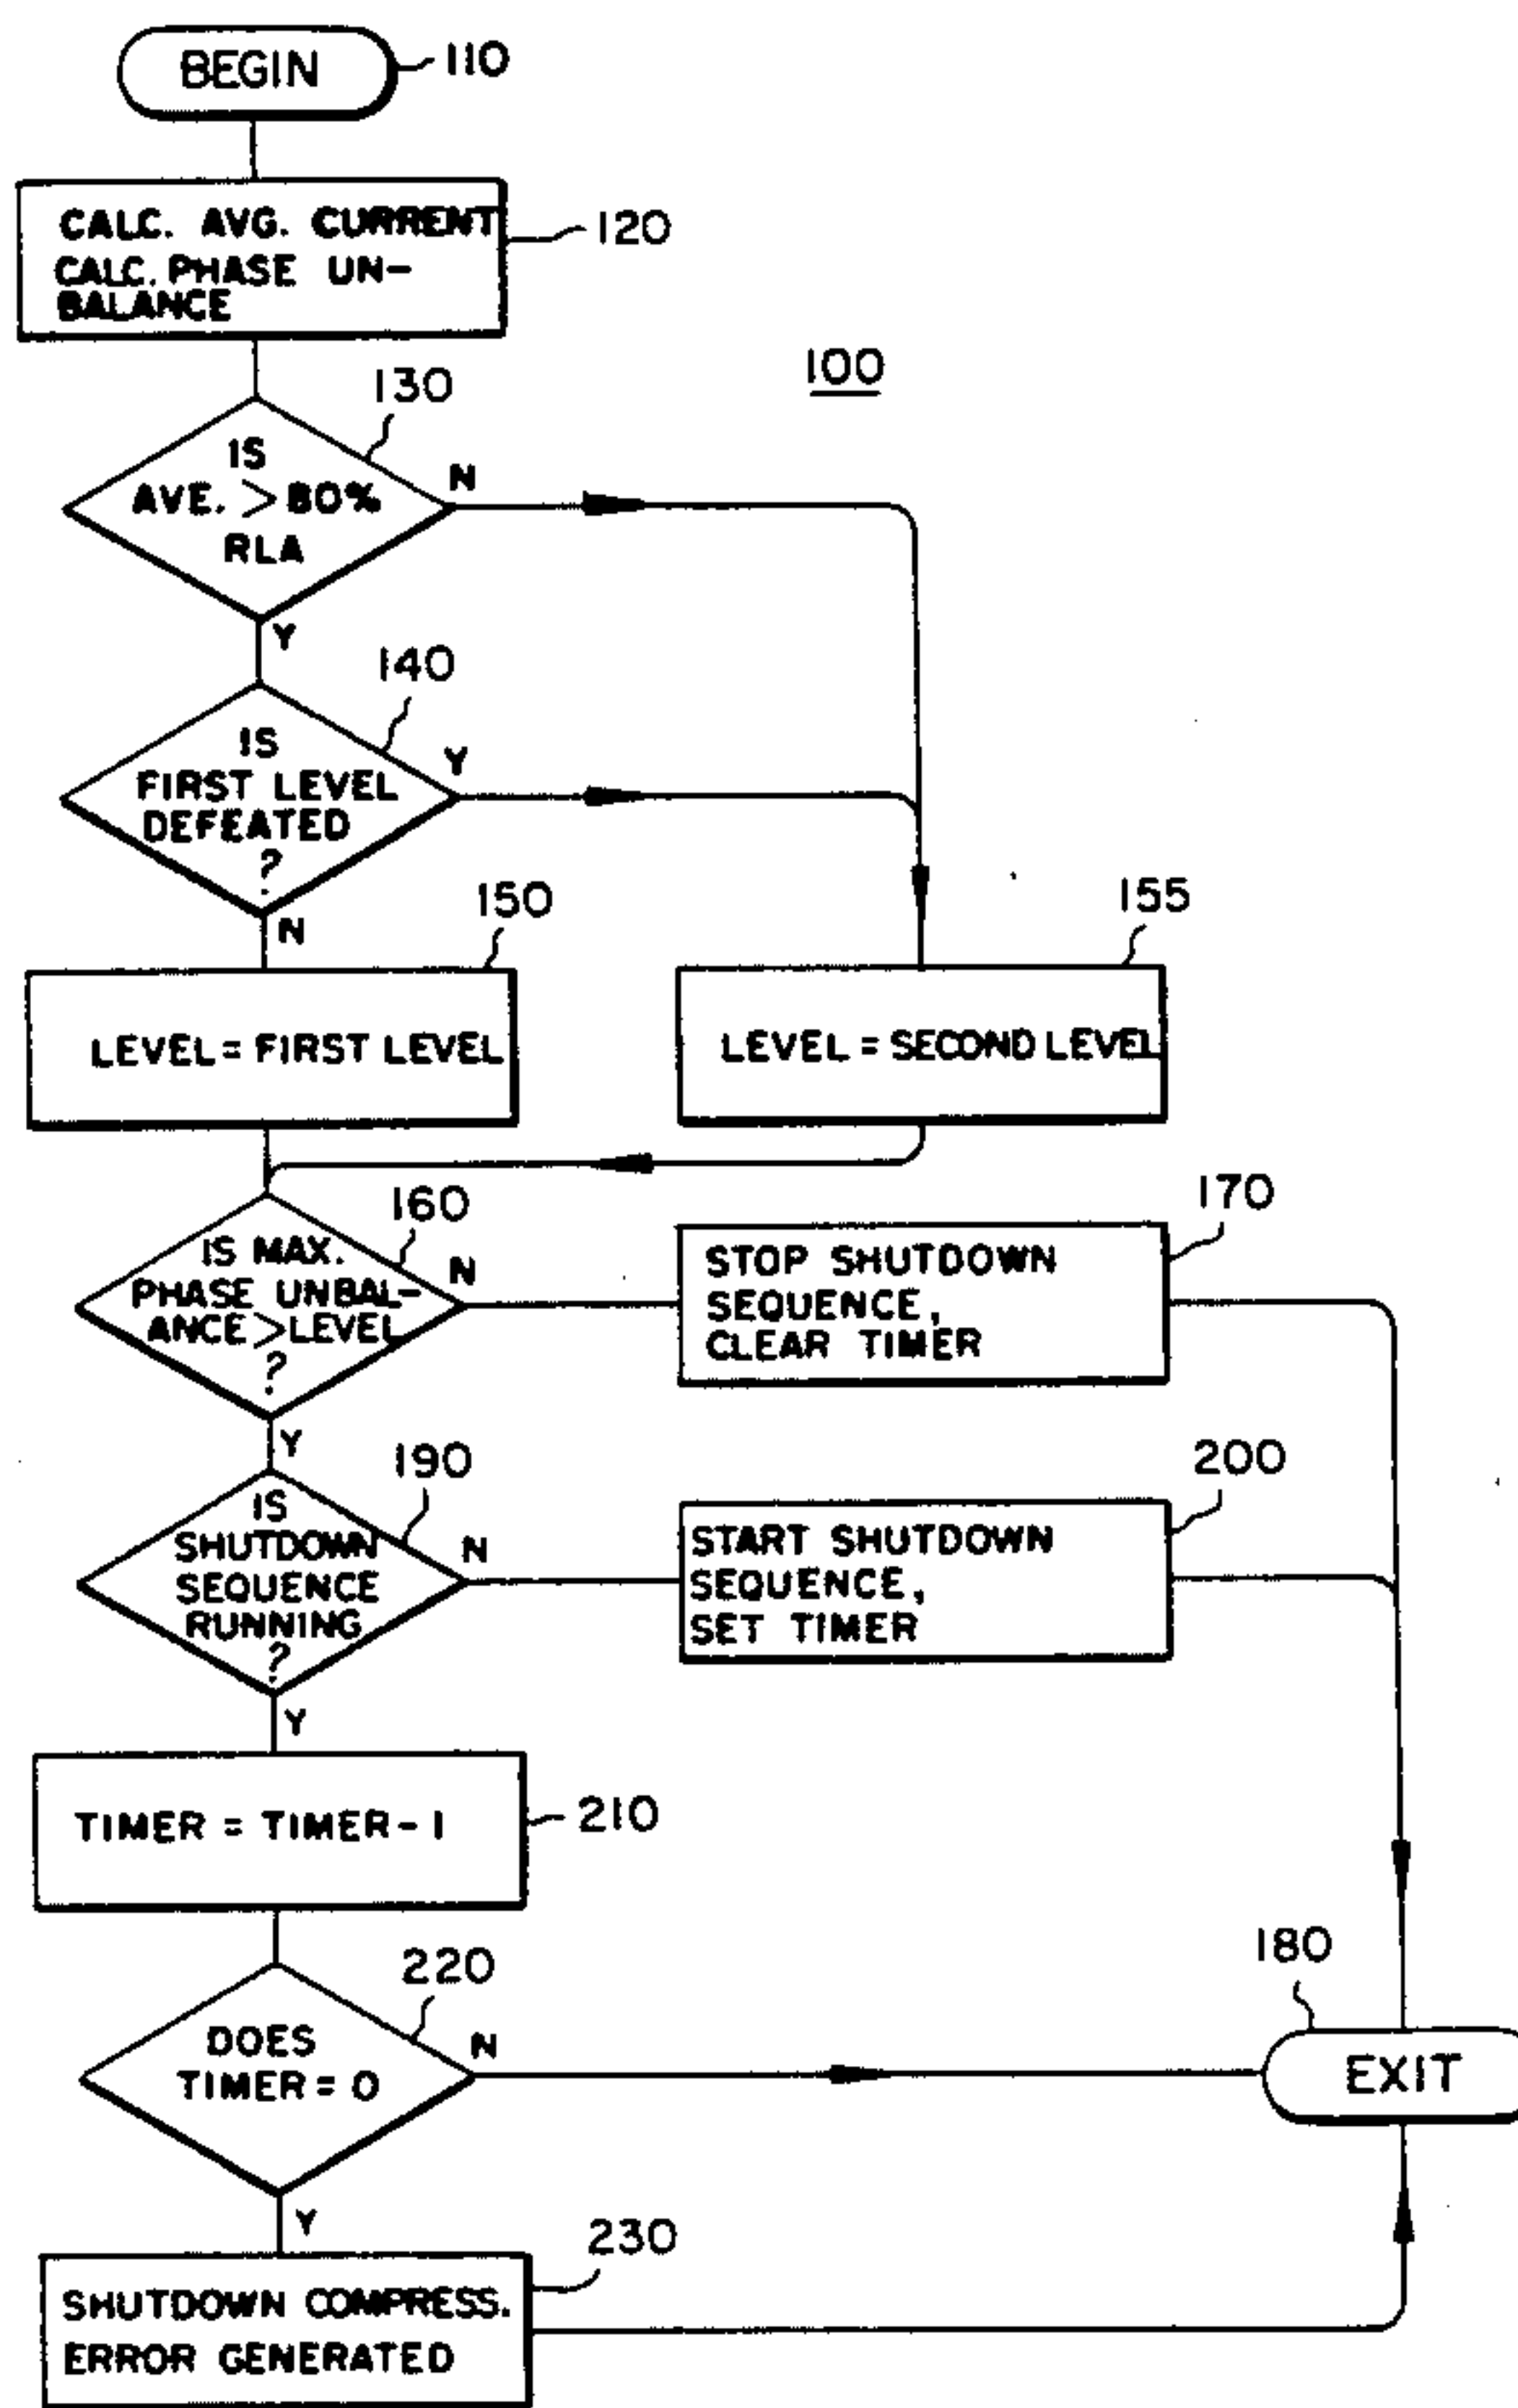 BEGIN
110
CALC. AVG. CURRENT
CALC. PHASE UN-
BALANCE
120
100
130
IS
AVE. > 80%
RLA
N
Y
140
IS
FIRST LEVEL
DEFEATED
?
Y
N
150
LEVEL = FIRST LEVEL
155
LEVEL = SECOND LEVEL
160
IS MAX.
PHASE UNBAL-
ANCE > LEVEL
?
N
Y
170
STOP SHUTDOWN
SEQUENCE,
CLEAR TIMER
190
IS
SHUTDOWN
SEQUENCE
RUNNING
?
N
Y
200
START SHUTDOWN
SEQUENCE,
SET TIMER
TIMER = TIMER - 1
210
220
DOES
TIMER = 0
N
Y
180
EXIT
230
SHUTDOWN COMPRESS.
ERROR GENERATED